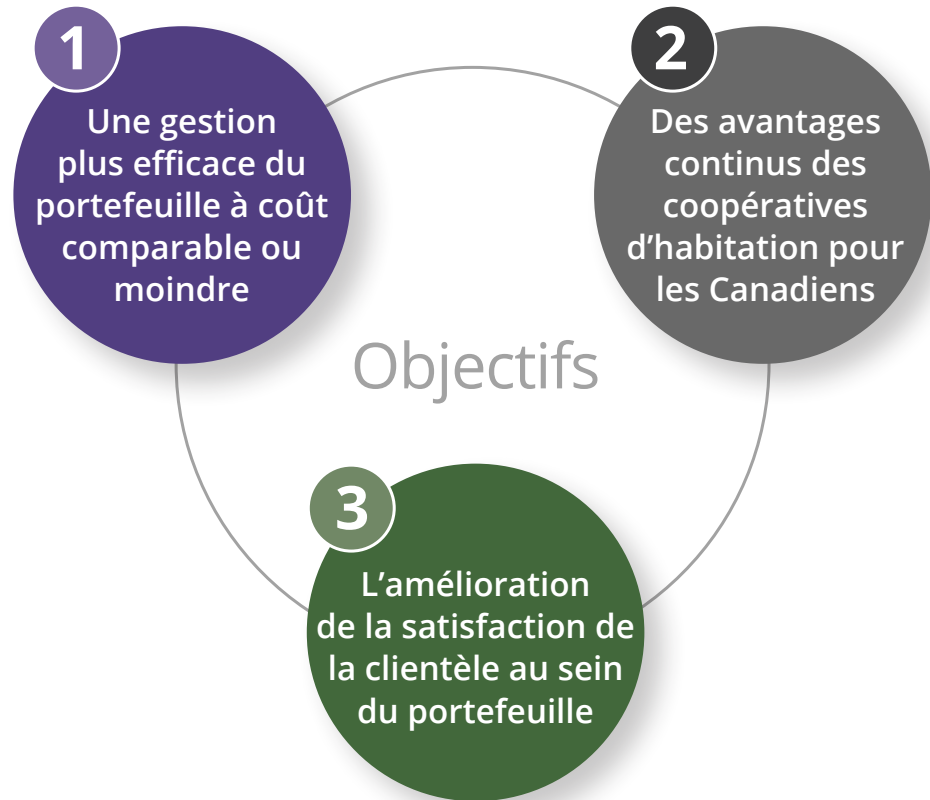 1
Une gestion
plus efficace du
portefeuille à coût
comparable ou
moindre
2
Des avantages
continus des
coopératives
d’habitation pour
les Canadiens
Objectifs
3
L’amélioration
de la satisfaction de
la clientèle au sein
du portefeuille